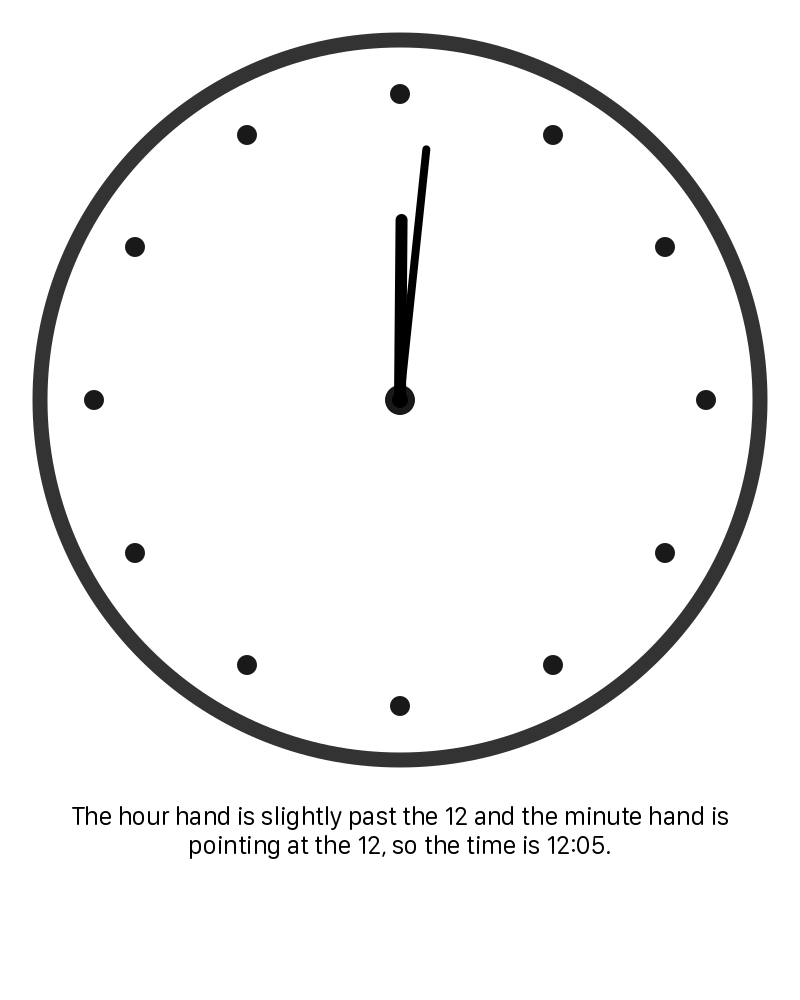 The hour hand is slightly past the 12 and the minute hand is
pointing at the 12, so the time is 12:05.